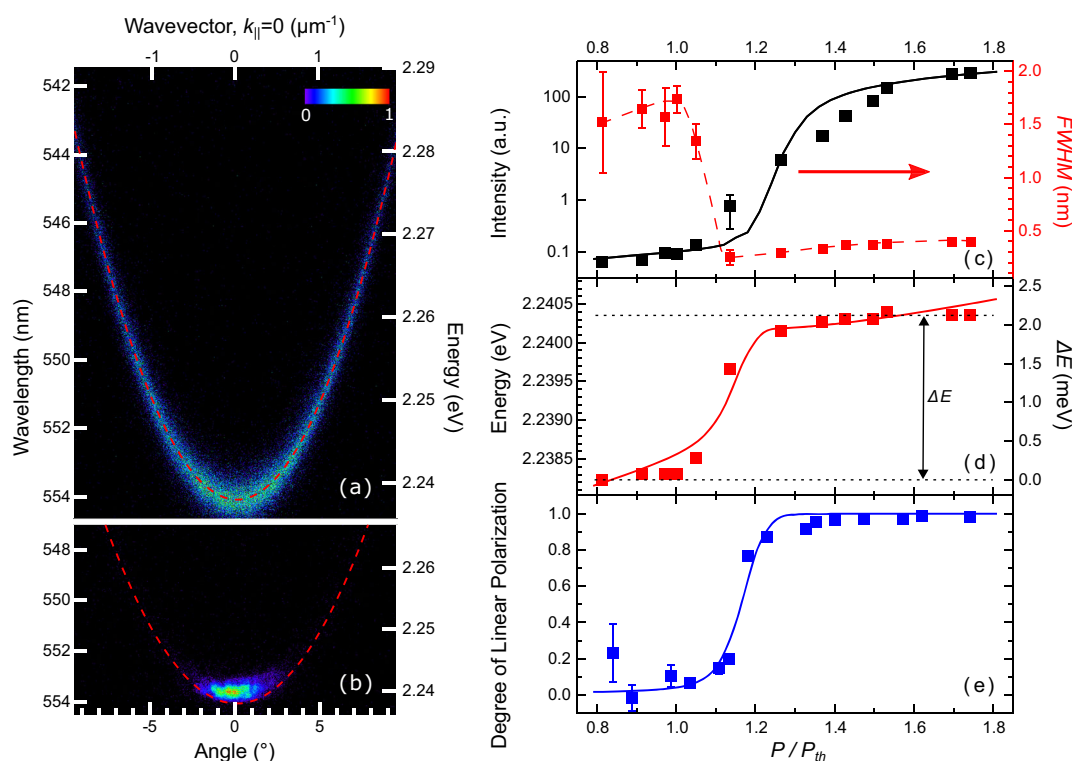 Wavevector, k||=0 (µm-1)
-1 0 1
542
544
546
548
550
552
554
Wavelength (nm)
2.29
2.28
2.27
2.26
2.25
2.24
Energy (eV)
0 1
(a)
548
550
552
554
2.26
2.25
2.24
(b)
-5 0 5
Angle (°)
0.8 1.0 1.2 1.4 1.6 1.8
100
10
1
0.1
Intensity (a.u.)
2.0
1.5
1.0
0.5
0.0
FWHM (nm)
(c)
2.2405
2.2400
2.2395
2.2390
2.2385
Energy (eV)
2.5
2.0
1.5
1.0
0.5
0.0
ΔE (meV)
ΔE
(d)
1.0
0.8
0.6
0.4
0.2
0.0
Degree of Linear Polarization
(e)
0.8 1.0 1.2 1.4 1.6 1.8
P / Pth